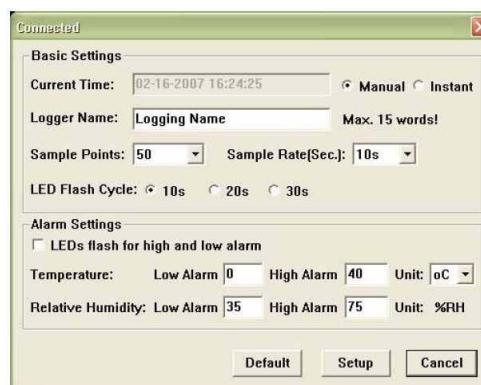 Connected
Basic Settings
Current Time: 02-16-2007 16:24:25 Manual Instant
Logger Name: Logging Name Max. 15 words!
Sample Points: 50 Sample Rate(Sec.): 10s
LED Flash Cycle: 10s 20s 30s
Alarm Settings
LEDs flash for high and low alarm
Temperature: Low Alarm 0 High Alarm 40 Unit: oC
Relative Humidity: Low Alarm 35 High Alarm 75 Unit: %RH
Default Setup Cancel